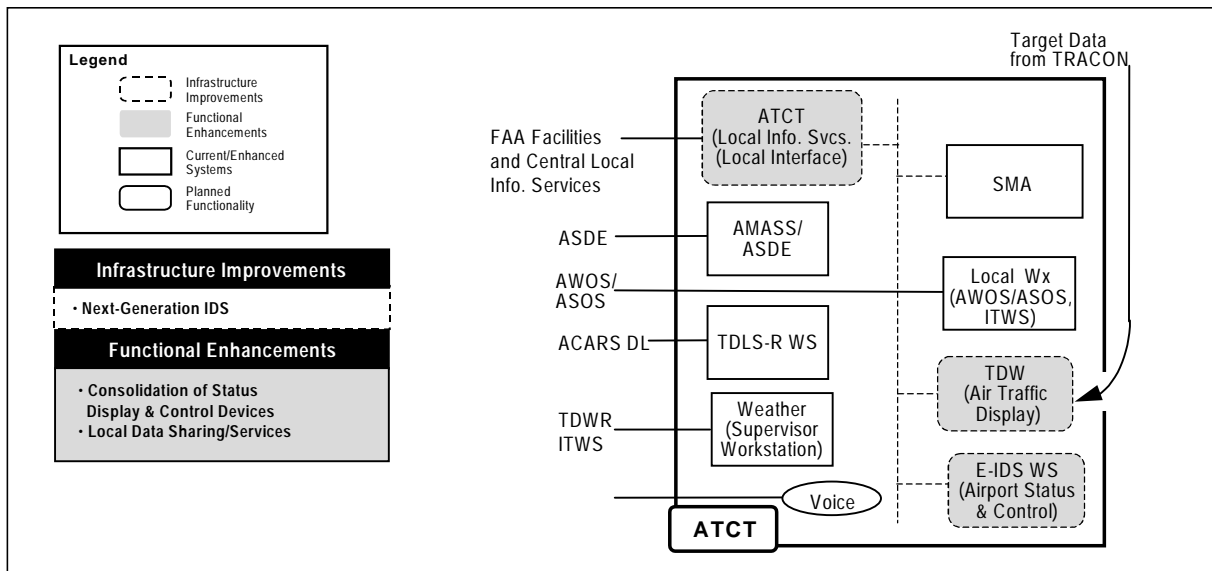 Legend
Infrastructure
Improvements
Functional
Enhancements
Current/Enhanced
Systems
Planned
Functionality
Infrastructure Improvements
· Next-Generation IDS
Functional Enhancements
· Consolidation of Status
Display & Control Devices
· Local Data Sharing/Services
Target Data
from TRACON
FAA Facilities
and Central Local
Info. Services
ATCT
(Local Info. Svcs.
(Local Interface)
SMA
ASDE
AMASS/
ASDE
AWOS/
ASOS
Local Wx
(AWOS/ASOS,
ITWS)
ACARS DL
TDLS-R WS
TDW
(Air Traffic
Display)
TDWR
ITWS
Weather
(Supervisor
Workstation)
E-IDS WS
(Airport Status
& Control)
Voice
ATCT